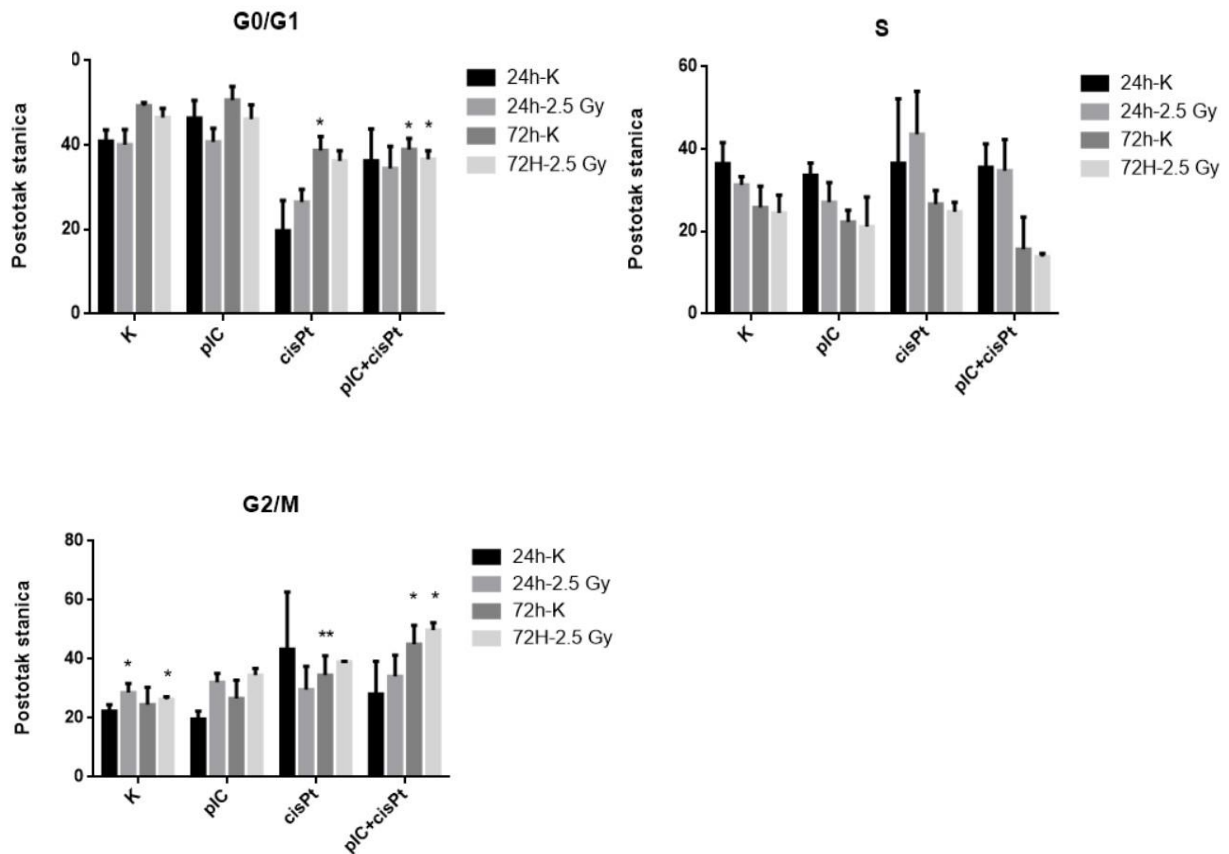 G0/G1
Postotak stanica
0
40
20
0
* * *
K pIC cisPt pIC+cisPt
24h-K
24h-2.5 Gy
72h-K
72H-2.5 Gy
S
Postotak stanica
60
40
20
0
K pIC cisPt pIC+cisPt
24h-K
24h-2.5 Gy
72h-K
72H-2.5 Gy
G2/M
Postotak stanica
80
60
40
20
0
* * ** * *
K pIC cisPt pIC+cisPt
24h-K
24h-2.5 Gy
72h-K
72H-2.5 Gy